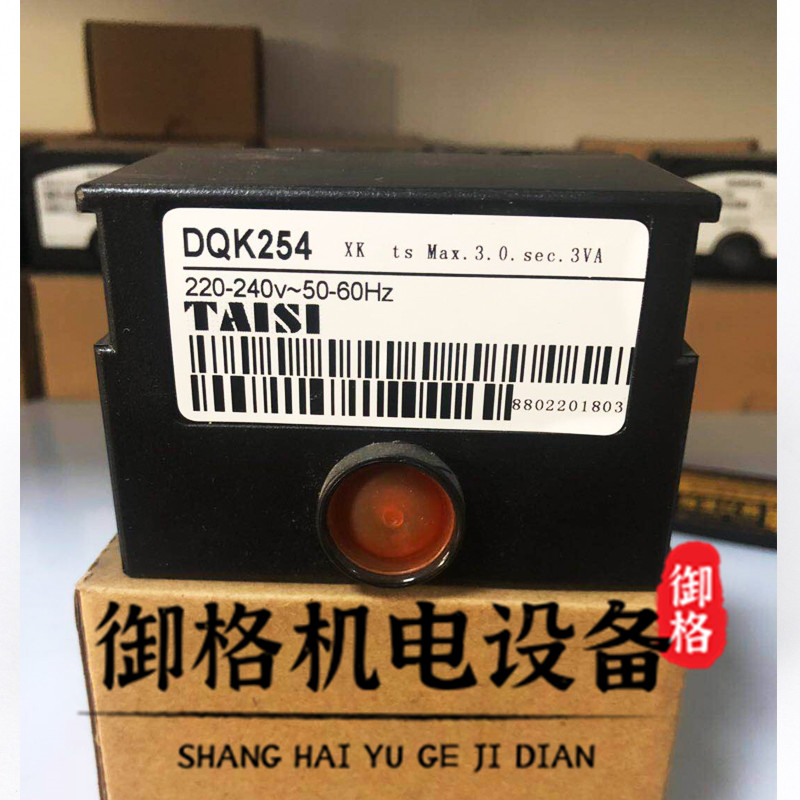 DQK254 XK ts Max.3.0.sec.3VA
220-240v~50-60Hz
TAISI
8802201803
御格
御格机电设备
SHANG HAI YU GE JI DIAN